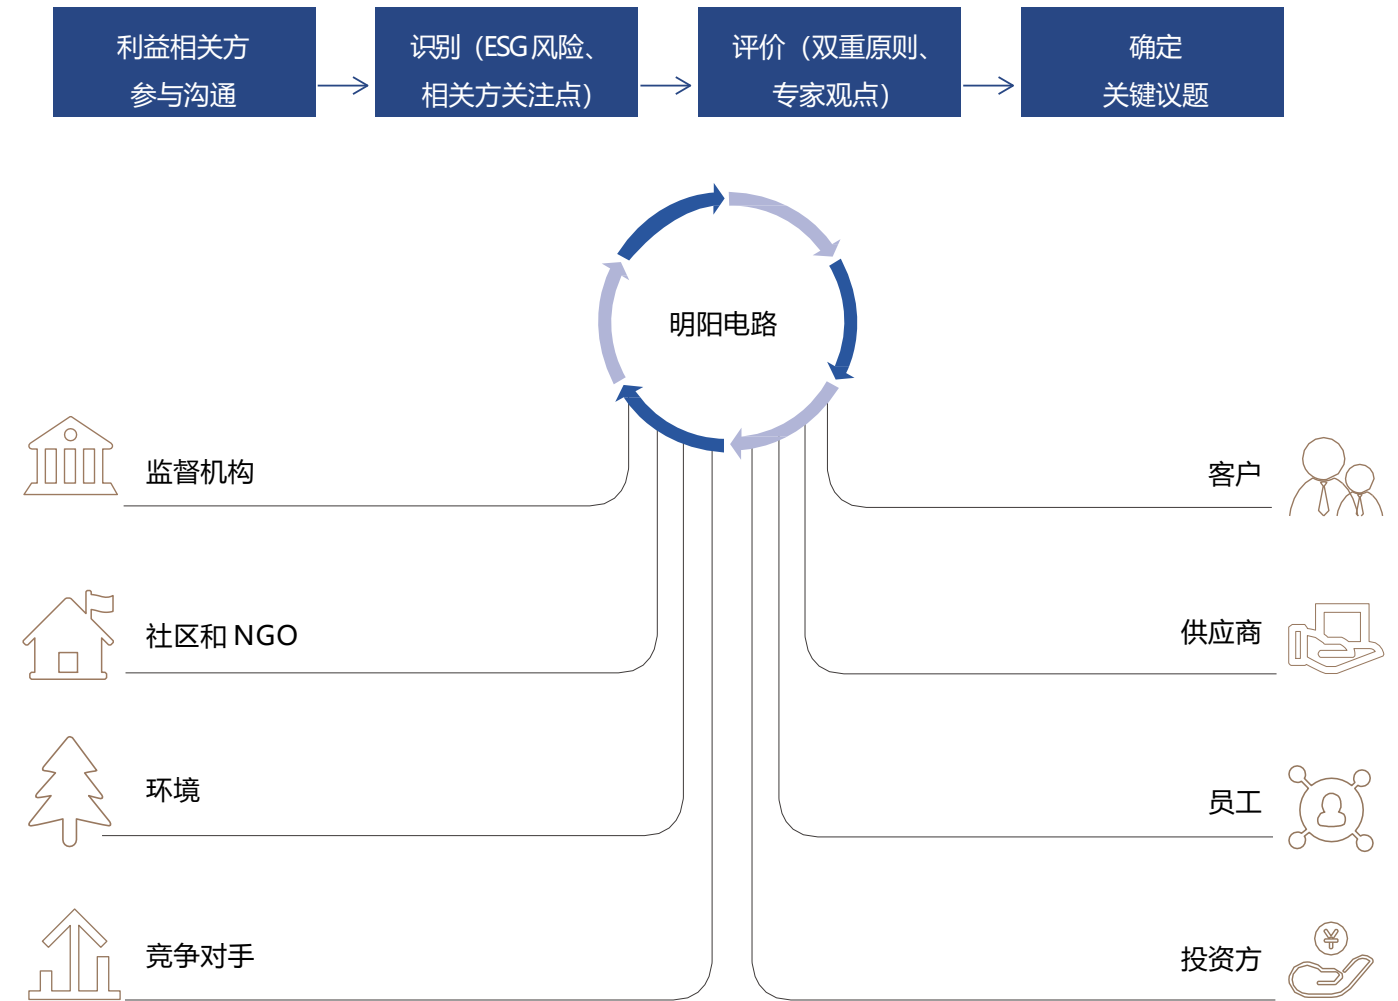 利益相关方
参与沟通
识别（ESG 风险、
相关方关注点）
评价（双重原则、
专家观点）
确定
关键议题
明阳电路
监督机构
客户
社区和 NGO
供应商
环境
员工
竞争对手
投资方
¥